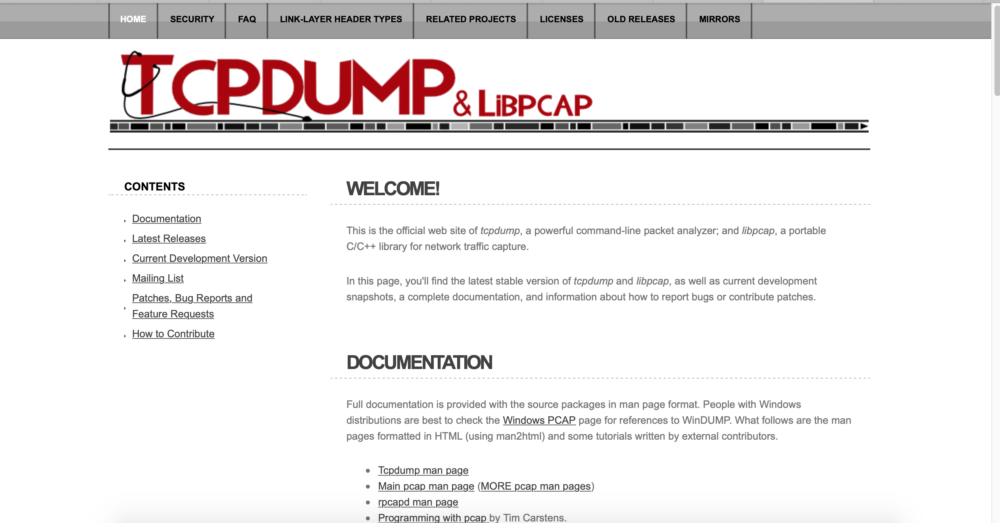 HOME SECURITY FAQ LINK-LAYER HEADER TYPES RELATED PROJECTS LICENSES OLD RELEASES MIRRORS
TCPDUMP & LiBPCAP
CONTENTS
Documentation
Latest Releases
Current Development Version
Mailing List
Patches, Bug Reports and
Feature Requests
How to Contribute
WELCOME!
This is the official web site of tcpdump, a powerful command-line packet analyzer; and libpcap, a portable
C/C++ library for network traffic capture.
In this page, you'll find the latest stable version of tcpdump and libpcap, as well as current development
snapshots, a complete documentation, and information about how to report bugs or contribute patches.
DOCUMENTATION
Full documentation is provided with the source packages in man page format. People with Windows
distributions are best to check the Windows PCAP page for references to WinDUMP. What follows are the man
pages formatted in HTML (using man2html) and some tutorials written by external contributors.
Tcpdump man page
Main pcap man page (MORE pcap man pages)
rpcapd man page
Programming with pcap by Tim Carstens.